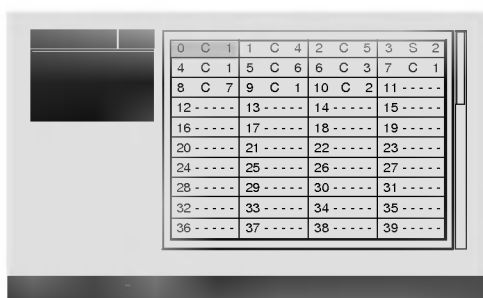 0 C 1 1 C 4 2 C 5 3 S 2
4 C 1 5 C 6 6 C 3 7 C 1
8 C 7 9 C 1 10 C 2 11 -----
12 ----- 13 ----- 14 ----- 15 -----
16 ----- 17 ----- 18 ----- 19 -----
20 ----- 21 ----- 22 ----- 23 -----
24 ----- 25 ----- 26 ----- 27 -----
28 ----- 29 ----- 30 ----- 31 -----
32 ----- 33 ----- 34 ----- 35 -----
36 ----- 37 ----- 38 ----- 39 -----